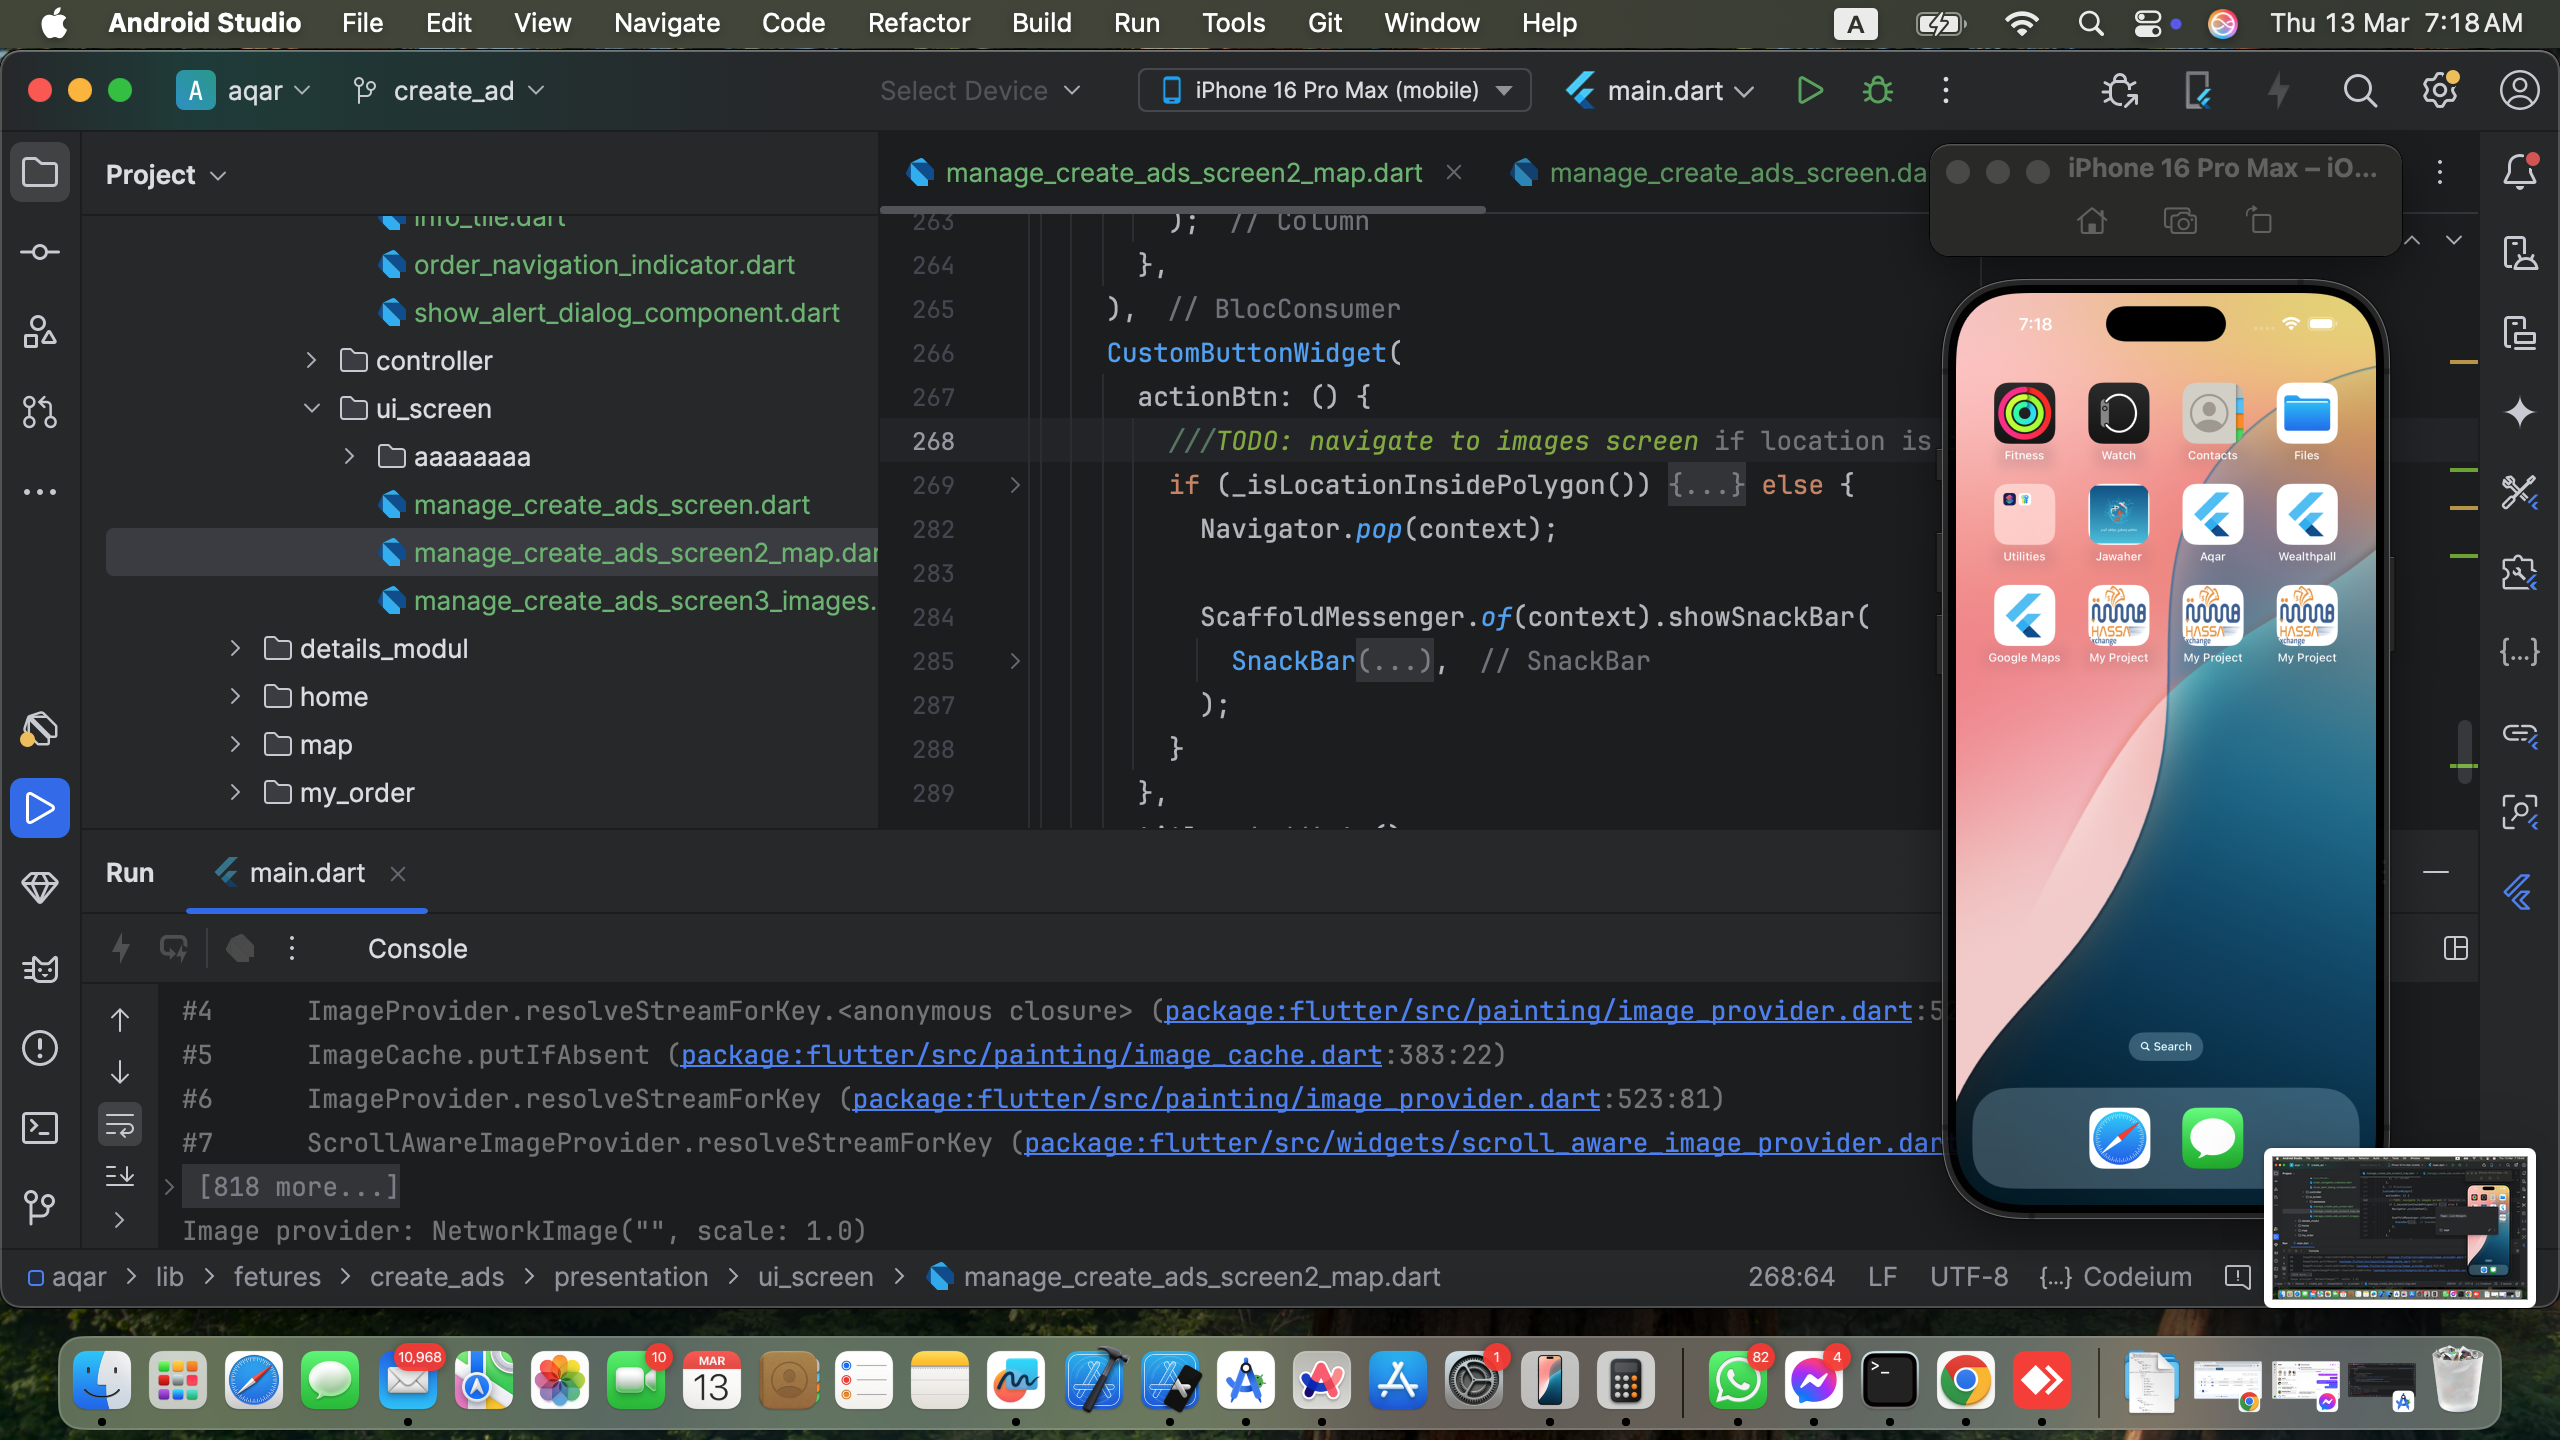 Android Studio File Edit View Navigate Code Refactor Build Run Tools Git Window Help A Thu 13 Mar 7:18 AM
A aqar create_ad Select Device iPhone 16 Pro Max (mobile) main.dart
Project
info_tile.dart
order_navigation_indicator.dart
show_alert_dialog_component.dart
controller
ui_screen
aaaaaaaa
manage_create_ads_screen.dart
manage_create_ads_screen2_map.dar
manage_create_ads_screen3_images.
details_modul
home
map
my_order
manage_create_ads_screen2_map.dart manage_create_ads_screen.da
263 ); // Column
264 },
265 ), // BlocConsumer
266 CustomButtonWidget(
267 actionBtn: () {
268 ///TODO: navigate to images screen if location is
269 if (_isLocationInsidePolygon()) {...} else {
282 Navigator.pop(context);
283
284 ScaffoldMessenger.of(context).showSnackBar(
285 SnackBar(...), // SnackBar
287 );
288 }
289 },
iPhone 16 Pro Max – iO...
7:18
Fitness Watch Contacts Files
Utilities Jawaher Aqar Wealthpall
HASSA HASSA HASSA
xchange xchange xchange
Google Maps My Project My Project My Project
Search
Run main.dart
Console
#4 ImageProvider.resolveStreamForKey.<anonymous closure> (package:flutter/src/painting/image_provider.dart:52
#5 ImageCache.putIfAbsent (package:flutter/src/painting/image_cache.dart:383:22)
#6 ImageProvider.resolveStreamForKey (package:flutter/src/painting/image_provider.dart:523:81)
#7 ScrollAwareImageProvider.resolveStreamForKey (package:flutter/src/widgets/scroll_aware_image_provider.dart
[818 more...]
Image provider: NetworkImage("", scale: 1.0)
aqar > lib > fetures > create_ads > presentation > ui_screen > manage_create_ads_screen2_map.dart 268:64 LF UTF-8 {...} Codeium
10,968 10 MAR 13 1 82 4